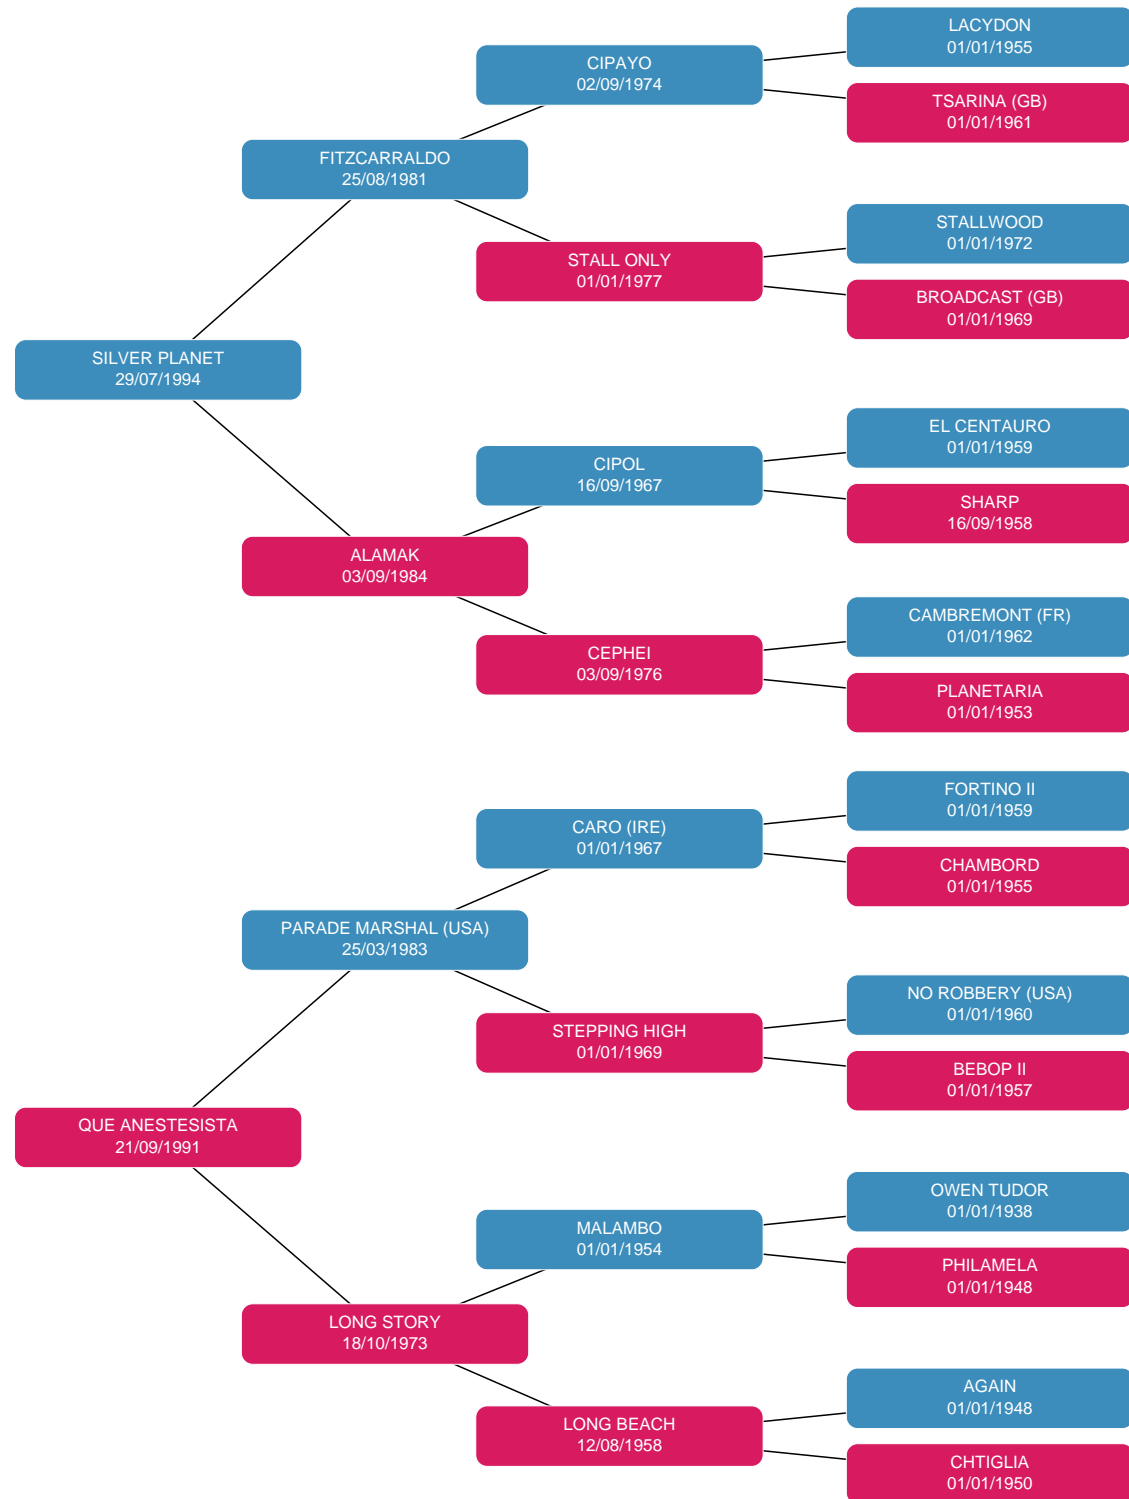 LACYDON
01/01/1955
CIPAYO
02/09/1974
TSARINA (GB)
01/01/1961
FITZCARRALDO
25/08/1981
STALLWOOD
01/01/1972
STALL ONLY
01/01/1977
BROADCAST (GB)
01/01/1969
SILVER PLANET
29/07/1994
EL CENTAURO
01/01/1959
CIPOL
16/09/1967
SHARP
16/09/1958
ALAMAK
03/09/1984
CAMBREMONT (FR)
01/01/1962
CEPHEI
03/09/1976
PLANETARIA
01/01/1953
FORTINO II
01/01/1959
CARO (IRE)
01/01/1967
CHAMBORD
01/01/1955
PARADE MARSHAL (USA)
25/03/1983
NO ROBBERY (USA)
01/01/1960
STEPPING HIGH
01/01/1969
BEBOP II
01/01/1957
QUE ANESTESISTA
21/09/1991
OWEN TUDOR
01/01/1938
MALAMBO
01/01/1954
PHILAMELA
01/01/1948
LONG STORY
18/10/1973
AGAIN
01/01/1948
LONG BEACH
12/08/1958
CHTIGLIA
01/01/1950